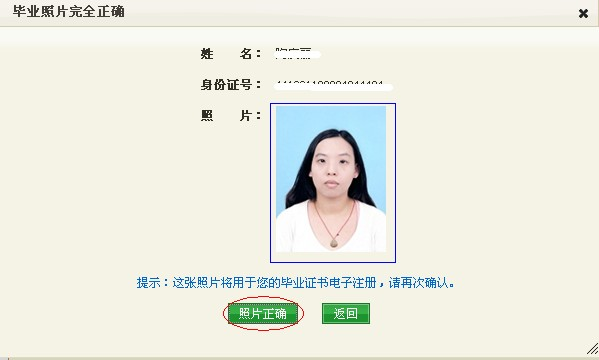 毕业照片完全正确
姓 名：
身份证号：
照 片：
提示：这张照片将用于您的毕业证书电子注册，请再次确认。
照片正确 返回